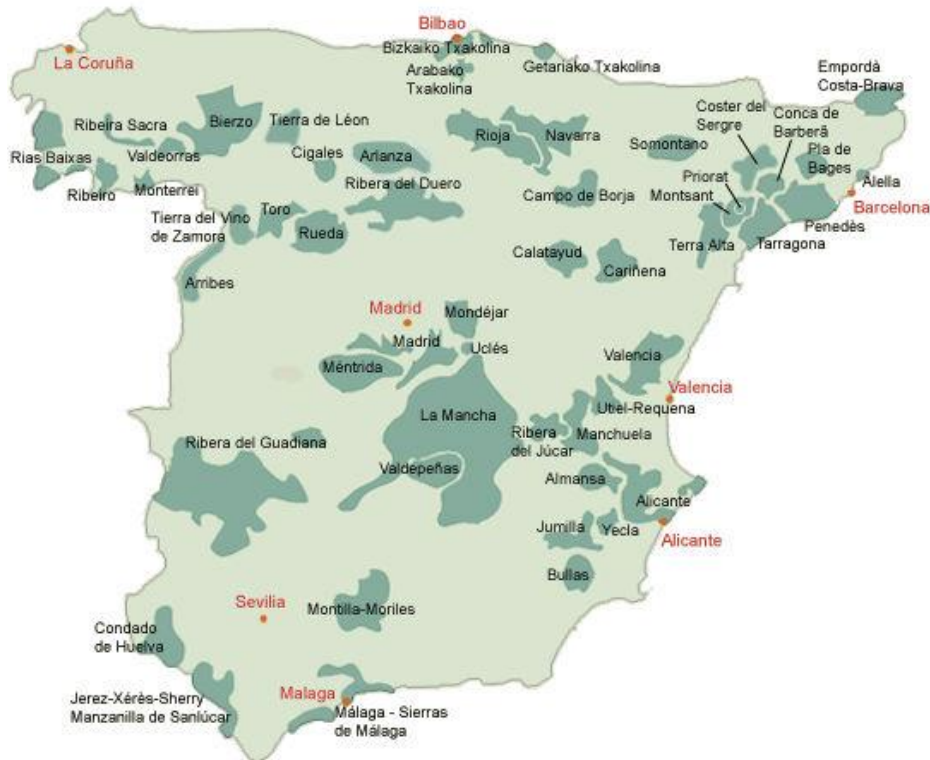 Bilbao
La Coruña
Bizkaiko Txakolina
Arabako
Txakolina
Getariako Txakolina
Empordà
Costa-Brava
Coster del
Sergre
Conca de
Barberã
Ribeira Sacra
Bierzo
Tierra de Léon
Rioja
Navarra
Somontano
Pla de
Bages
Rias Baixas
Valdeorras
Cigales
Arlanza
Priorat
Alella
Ribeiro
Monterrei
Ribera del Duero
Campo de Borja
Montsant
Barcelona
Tierra del Vino
de Zamora
Toro
Rueda
Penedès
Terra Alta
Tarragona
Calatayud
Cariñena
Arribes
Madrid
Mondéjar
Madrid
Uclés
Méntrida
Valencia
Valencia
Utiel-Requena
La Mancha
Ribera
del Júcar
Manchuela
Ribera del Guadiana
Valdepeñas
Almansa
Alicante
Jumilla
Yecla
Alicante
Bullas
Sevilia
Montilla-Moriles
Condado
de Huelva
Jerez-Xérès-Sherry
Manzanilla de Sanlúcar
Malaga
Málaga - Sierras
de Málaga